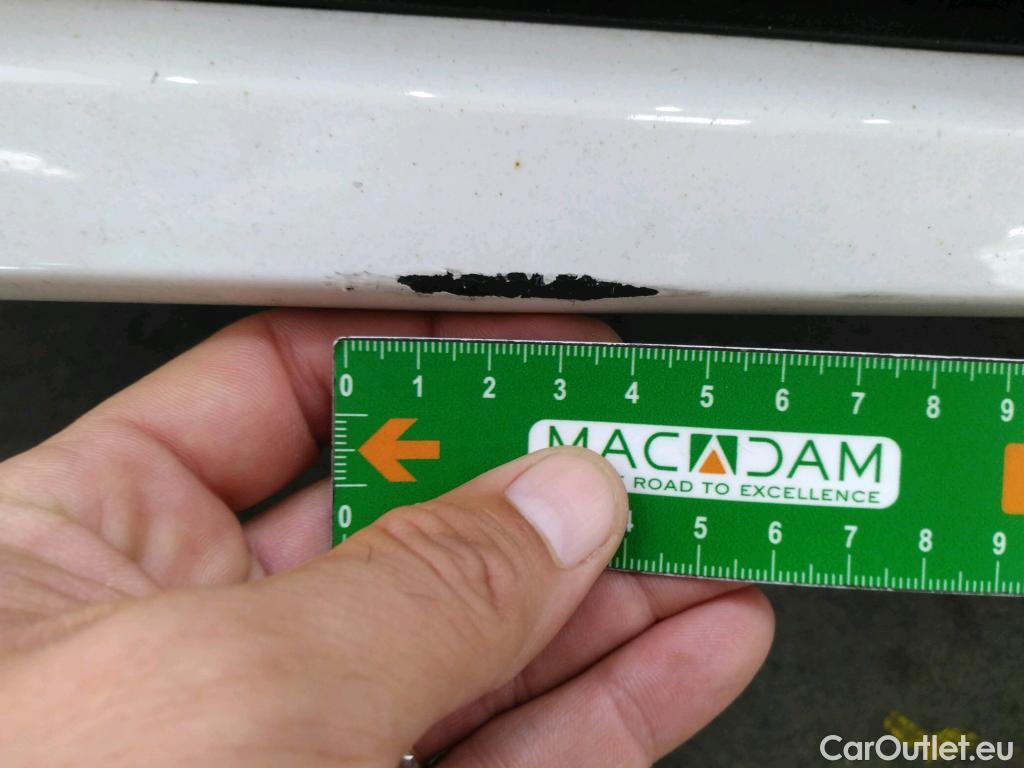 0 1 2 3 4 5 6 7 8 9
MACADAM
ROAD TO EXCELLENCE
0 4 5 6 7 8 9
CarOutlet.eu